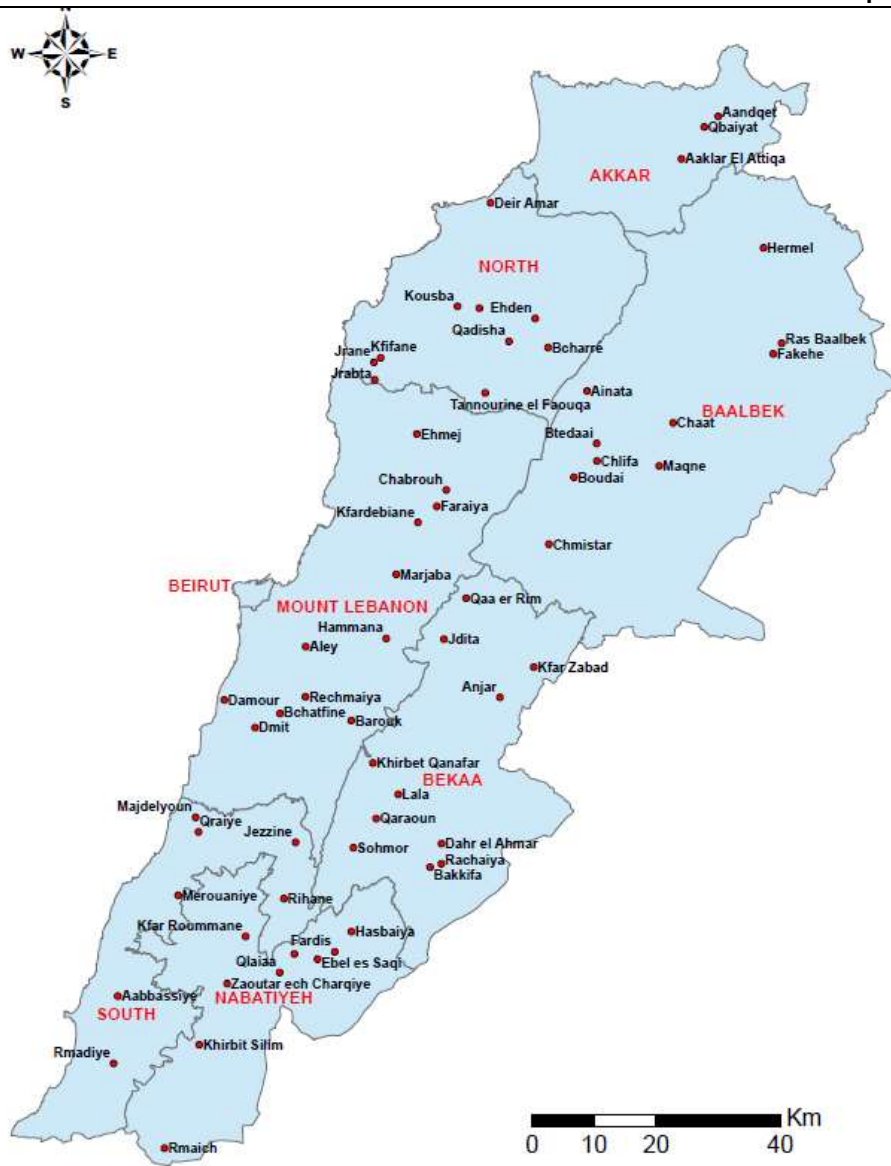 N
W E
S
Aandqet
Qbaiyat
Aaklar El Attiqa
AKKAR
Deir Amar
Hermel
NORTH
Kousba
Ehden
Qadisha
Bcharre
Ras Baalbek
Fakehe
Jrane
Kfifane
Jrabta
Ainata
Tannourine el Faouqa
BAALBEK
Chaat
Ehmej
Btedaai
Chlifa
Maqne
Boudai
Chabrouh
Faraiya
Kfardebiane
Chmistar
Marjaba
BEIRUT
Qaa er Rim
MOUNT LEBANON
Hammana
Aley
Jdita
Kfar Zabad
Anjar
Damour
Rechmaiya
Bchatfine
Barouk
Dmit
Khirbet Qanafar
BEKAA
Lala
Majdelyoun
Qraiye
Qaraoun
Jezzine
Sohmor
Dahr el Ahmar
Rachaiya
Bakkifa
Merouaniye
Rihane
Kfar Roummane
Hasbaiya
Fardis
Ebel es Saqi
Qlaiaa
Zaoutar ech Charqiye
Aabbassiye
NABATIYEH
SOUTH
Khirbit Silim
Rmadiye
Rmaich
Km
0 10 20 40